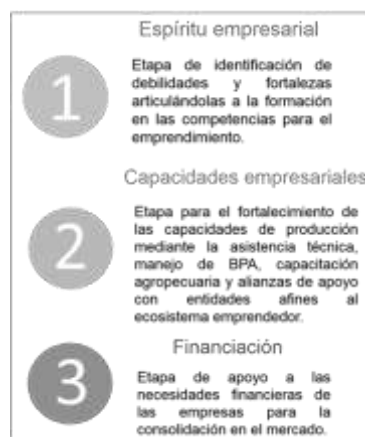 Espíritu empresarial
1
Etapa de identificación de
debilidades y fortalezas
articulándolas a la formación
en las competencias para el
emprendimiento.
Capacidades empresariales
2
Etapa para el fortalecimiento de
las capacidades de producción
mediante la asistencia técnica,
manejo de BPA, capacitación
agropecuaria y alianzas de apoyo
con entidades afines al
ecosistema emprendedor.
Financiación
3
Etapa de apoyo a las
necesidades financieras de
las empresas para la
consolidación en el mercado.